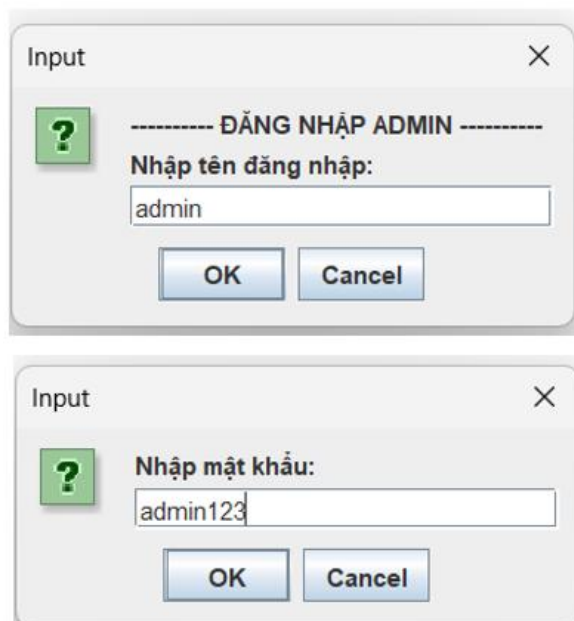 Input
---------- ĐĂNG NHẬP ADMIN ----------
Nhập tên đăng nhập:
admin
OK Cancel
Input
Nhập mật khẩu:
admin123
OK Cancel